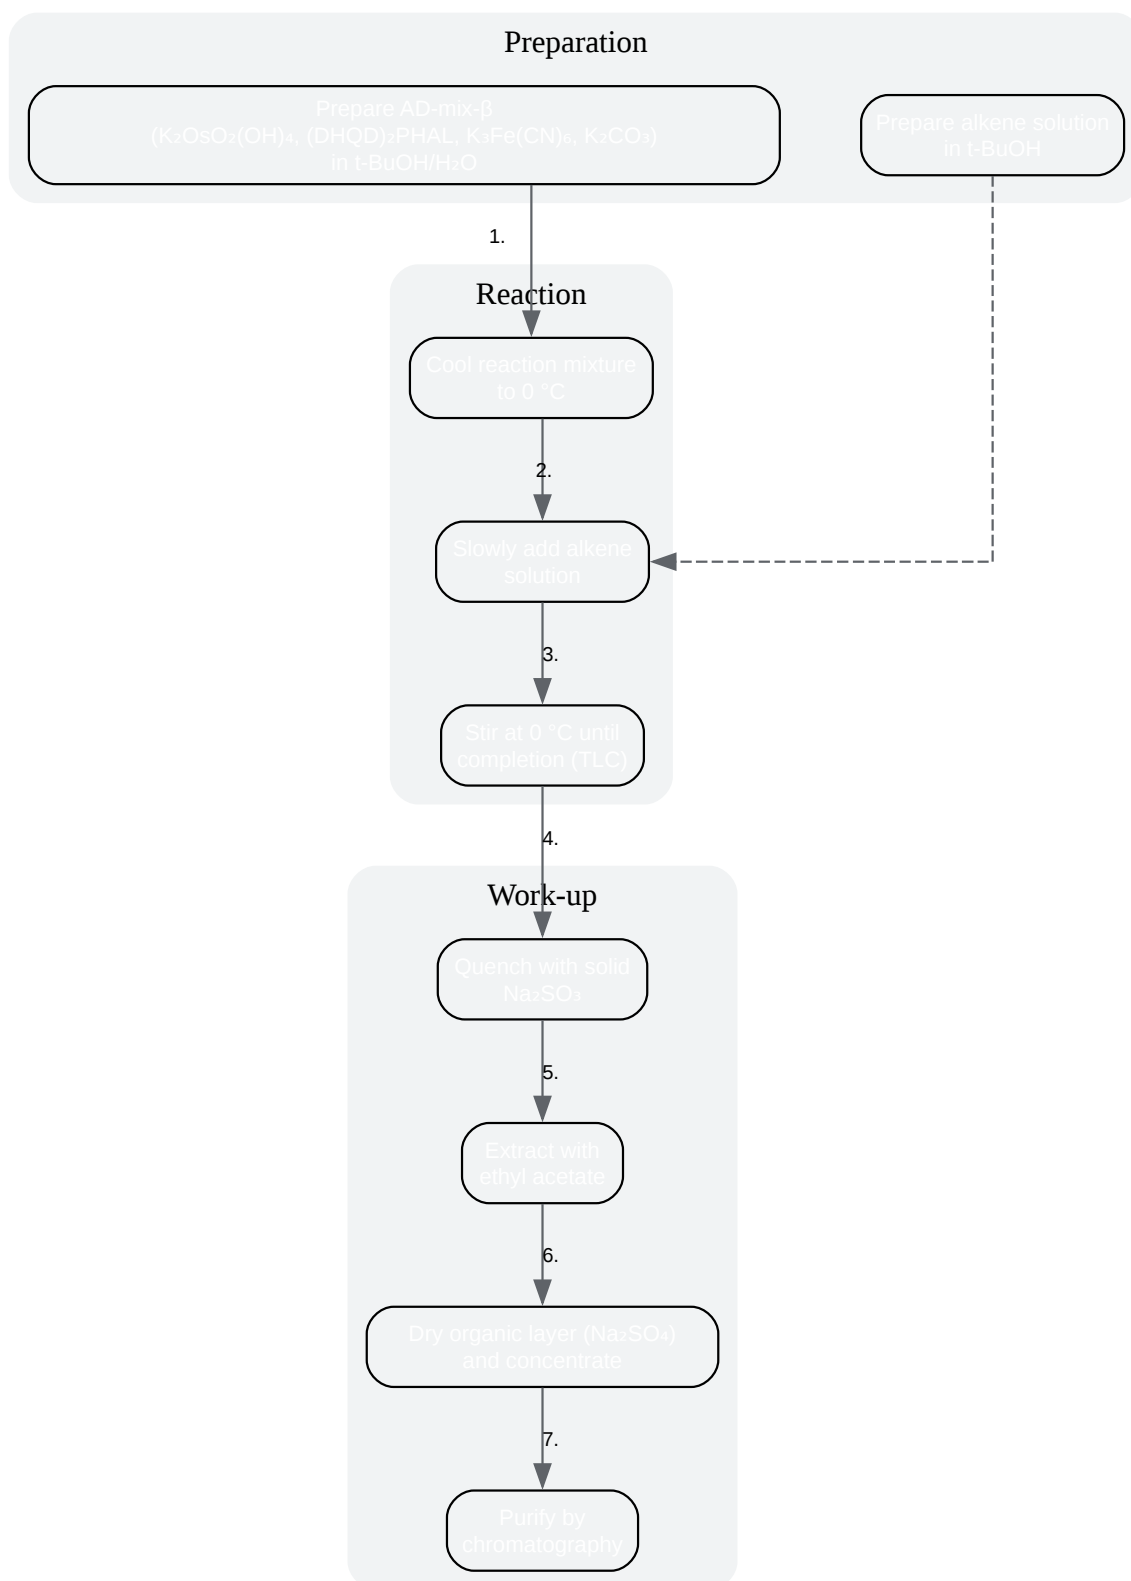 Preparation
Prepare AD-mix-β
(K₂OsO₂(OH)₄, (DHQD)₂PHAL, K₃Fe(CN)₆, K₂CO₃)
in t-BuOH/H₂O
Prepare alkene solution
in t-BuOH
1.
Reaction
Cool reaction mixture
to 0 °C
2.
Slowly add alkene
solution
3.
Stir at 0 °C until
completion (TLC)
4.
Work-up
Quench with solid
Na₂SO₃
5.
Extract with
ethyl acetate
6.
Dry organic layer (Na₂SO₄)
and concentrate
7.
Purify by
chromatography